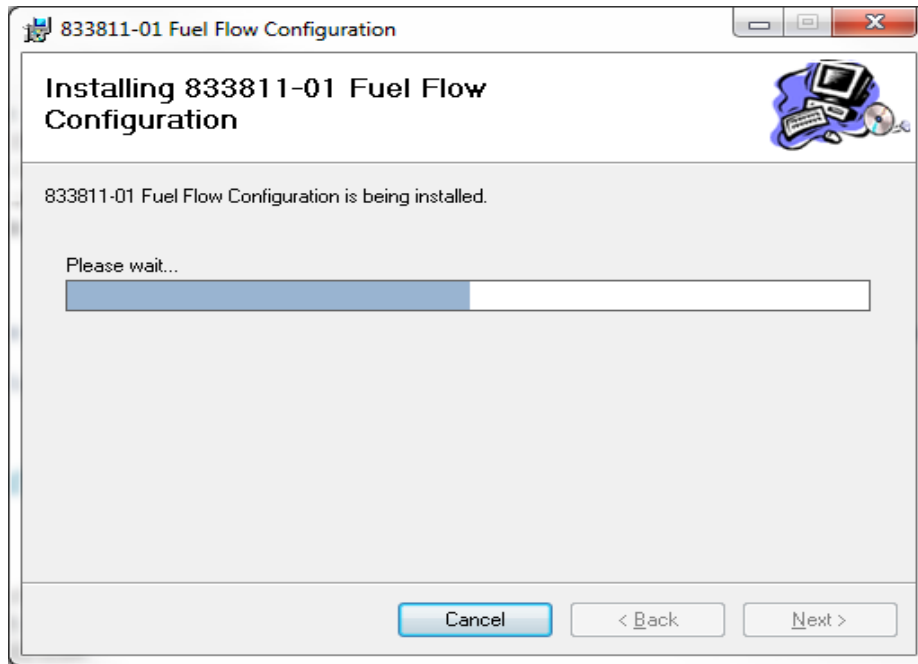 833811-01 Fuel Flow Configuration
Installing 833811-01 Fuel Flow
Configuration
833811-01 Fuel Flow Configuration is being installed.
Please wait...
Cancel
< Back
Next >